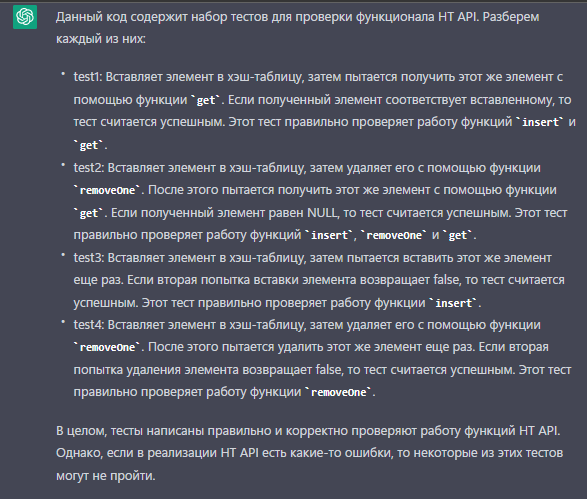 Данный код содержит набор тестов для проверки функционала HT API. Разберем
каждый из них:
• test1: Вставляет элемент в хэш-таблицу, затем пытается получить этот же элемент с
помощью функции `get`. Если полученный элемент соответствует вставленному, то
тест считается успешным. Этот тест правильно проверяет работу функций `insert` и
`get`.
• test2: Вставляет элемент в хэш-таблицу, затем удаляет его с помощью функции
`removeOne`. После этого пытается получить этот же элемент с помощью функции
`get`. Если полученный элемент равен NULL, то тест считается успешным. Этот тест
правильно проверяет работу функций `insert`, `removeOne` и `get`.
• test3: Вставляет элемент в хэш-таблицу, затем пытается вставить этот же элемент
еще раз. Если вторая попытка вставки элемента возвращает false, то тест считается
успешным. Этот тест правильно проверяет работу функции `insert`.
• test4: Вставляет элемент в хэш-таблицу, затем удаляет его с помощью функции
`removeOne`. После этого пытается удалить этот же элемент еще раз. Если вторая
попытка удаления элемента возвращает false, то тест считается успешным. Этот тест
правильно проверяет работу функции `removeOne`.
В целом, тесты написаны правильно и корректно проверяют работу функций HT API.
Однако, если в реализации HT API есть какие-то ошибки, то некоторые из этих тестов
могут не пройти.